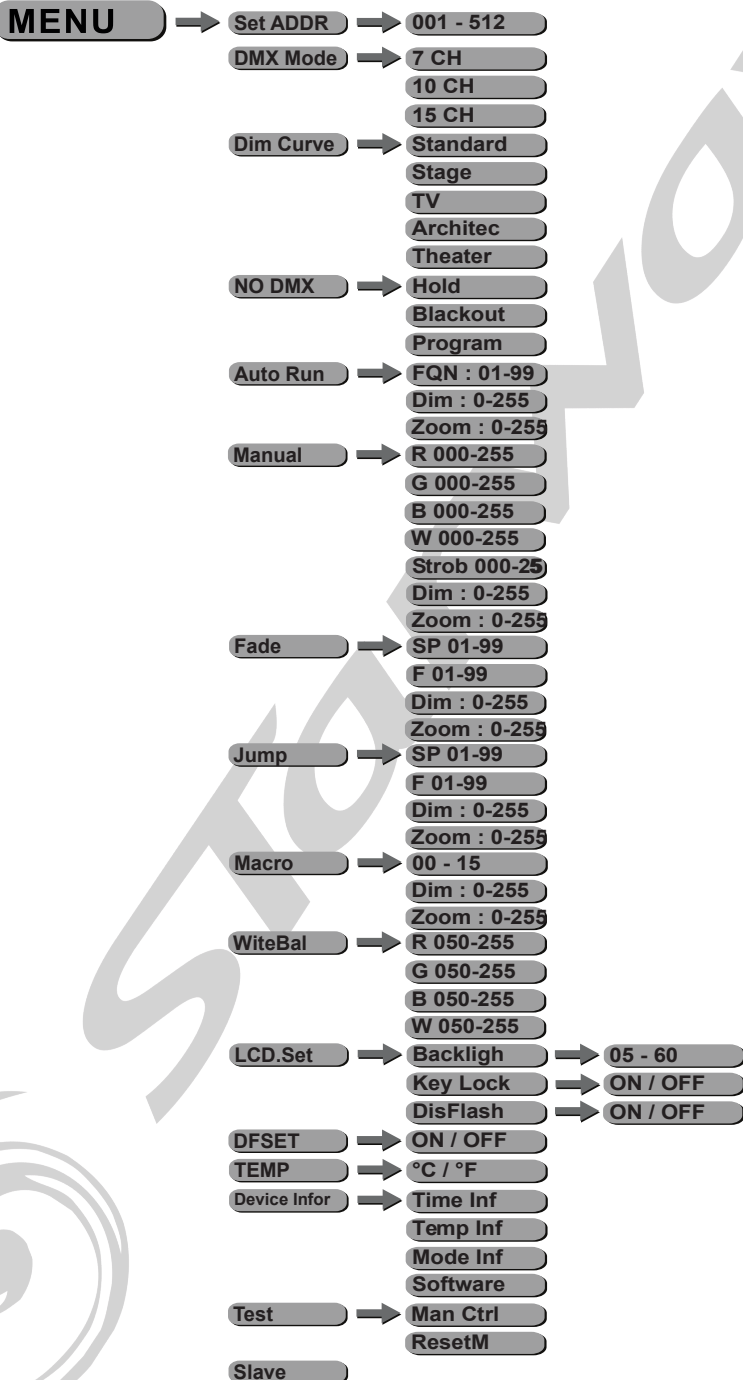 MENU Set ADDR 001 - 512
DMX Mode 7 CH
10 CH
15 CH
Dim Curve Standard
Stage
TV
Architec
Theater
NO DMX Hold
Blackout
Program
Auto Run FQN : 01-99
Dim : 0-255
Zoom : 0-255
Manual R 000-255
G 000-255
B 000-255
W 000-255
Strob 000-25
Dim : 0-255
Zoom : 0-255
Fade SP 01-99
F 01-99
Dim : 0-255
Zoom : 0-255
Jump SP 01-99
F 01-99
Dim : 0-255
Zoom : 0-255
Macro 00 - 15
Dim : 0-255
Zoom : 0-255
WiteBal R 050-255
G 050-255
B 050-255
W 050-255
LCD.Set Backligh 05 - 60
Key Lock ON / OFF
DisFlash ON / OFF
DFSET ON / OFF
TEMP °C / °F
Device Infor Time Inf
Temp Inf
Mode Inf
Software
Test Man Ctrl
ResetM
Slave